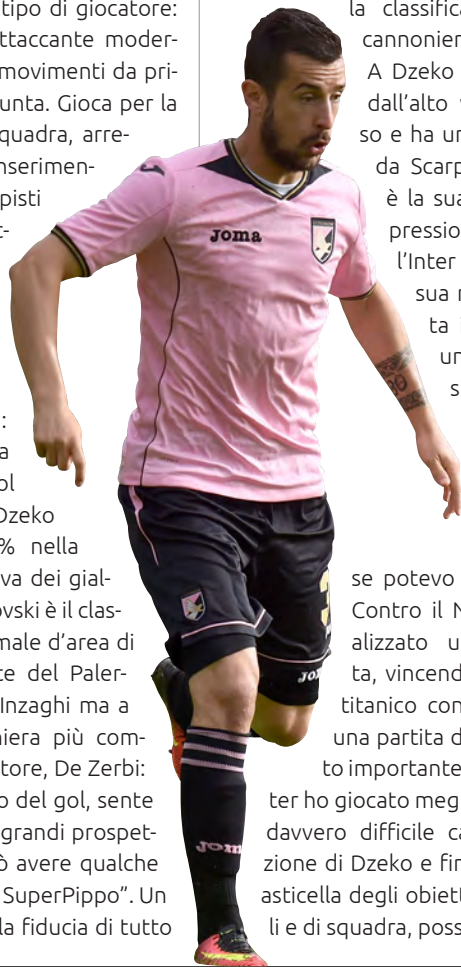 tipo di giocatore:
ttaccante moder-
movimenti da pri-
unta. Gioca per la
quadra, arre-
nserimen-
pisti
t-
:
a
ol
Dzeko
% nella
va dei gial-
ovski è il clas-
male d'area di
te del Paler-
Inzaghi ma a
niera più com-
tore, De Zerbi:
o del gol, sente
grandi prospet-
ò avere qualche
SuperPippo”. Un
la fiducia di tutto
la classifica
cannonier
A Dzeko
dall’alto
so e ha un
da Scarp
è la sua
pressio
l’Inter
sua
ta i
un
s
se potevo
Contro il N
alizzato u
ta, vincend
titanico con
una partita d
to importante
ter ho giocato meg
davvero difficile ca
zione di Dzeko e fir
asticella degli obiett
li e di squadra, poss
Joma
Joma